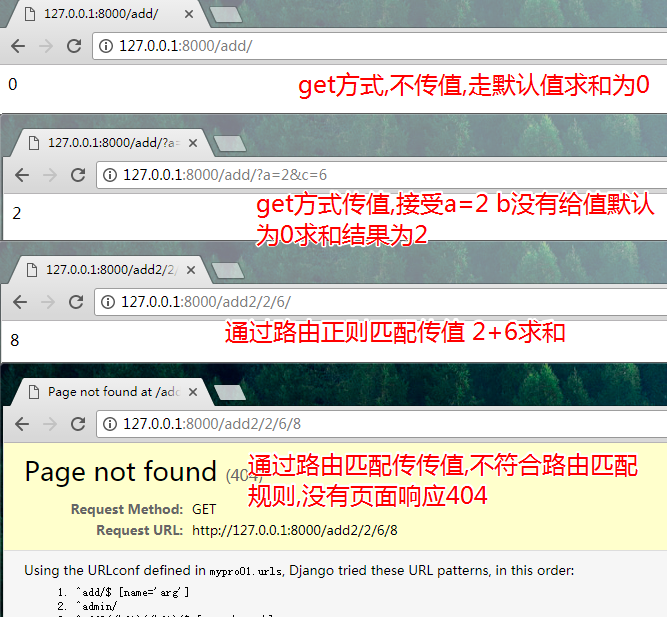 127.0.0.1:8000/add/
127.0.0.1:8000/add/
0
get方式,不传值,走默认值求和为0
127.0.0.1:8000/add/?a=
127.0.0.1:8000/add/?a=2&c=6
2
get方式传值,接受a=2 b没有给值默认
为0求和结果为2
127.0.0.1:8000/add2/2/
127.0.0.1:8000/add2/2/6/
8
通过路由正则匹配传值 2+6求和
Page not found at /add
127.0.0.1:8000/add2/2/6/8
Page not found (404)
通过路由匹配传传值,不符合路由匹配
规则,没有页面响应404
Request Method: GET
Request URL: http://127.0.0.1:8000/add2/2/6/8
Using the URLconf defined in mypro01.urls, Django tried these URL patterns, in this order:
1. ^add/$ [name='arg']
2. ^admin/